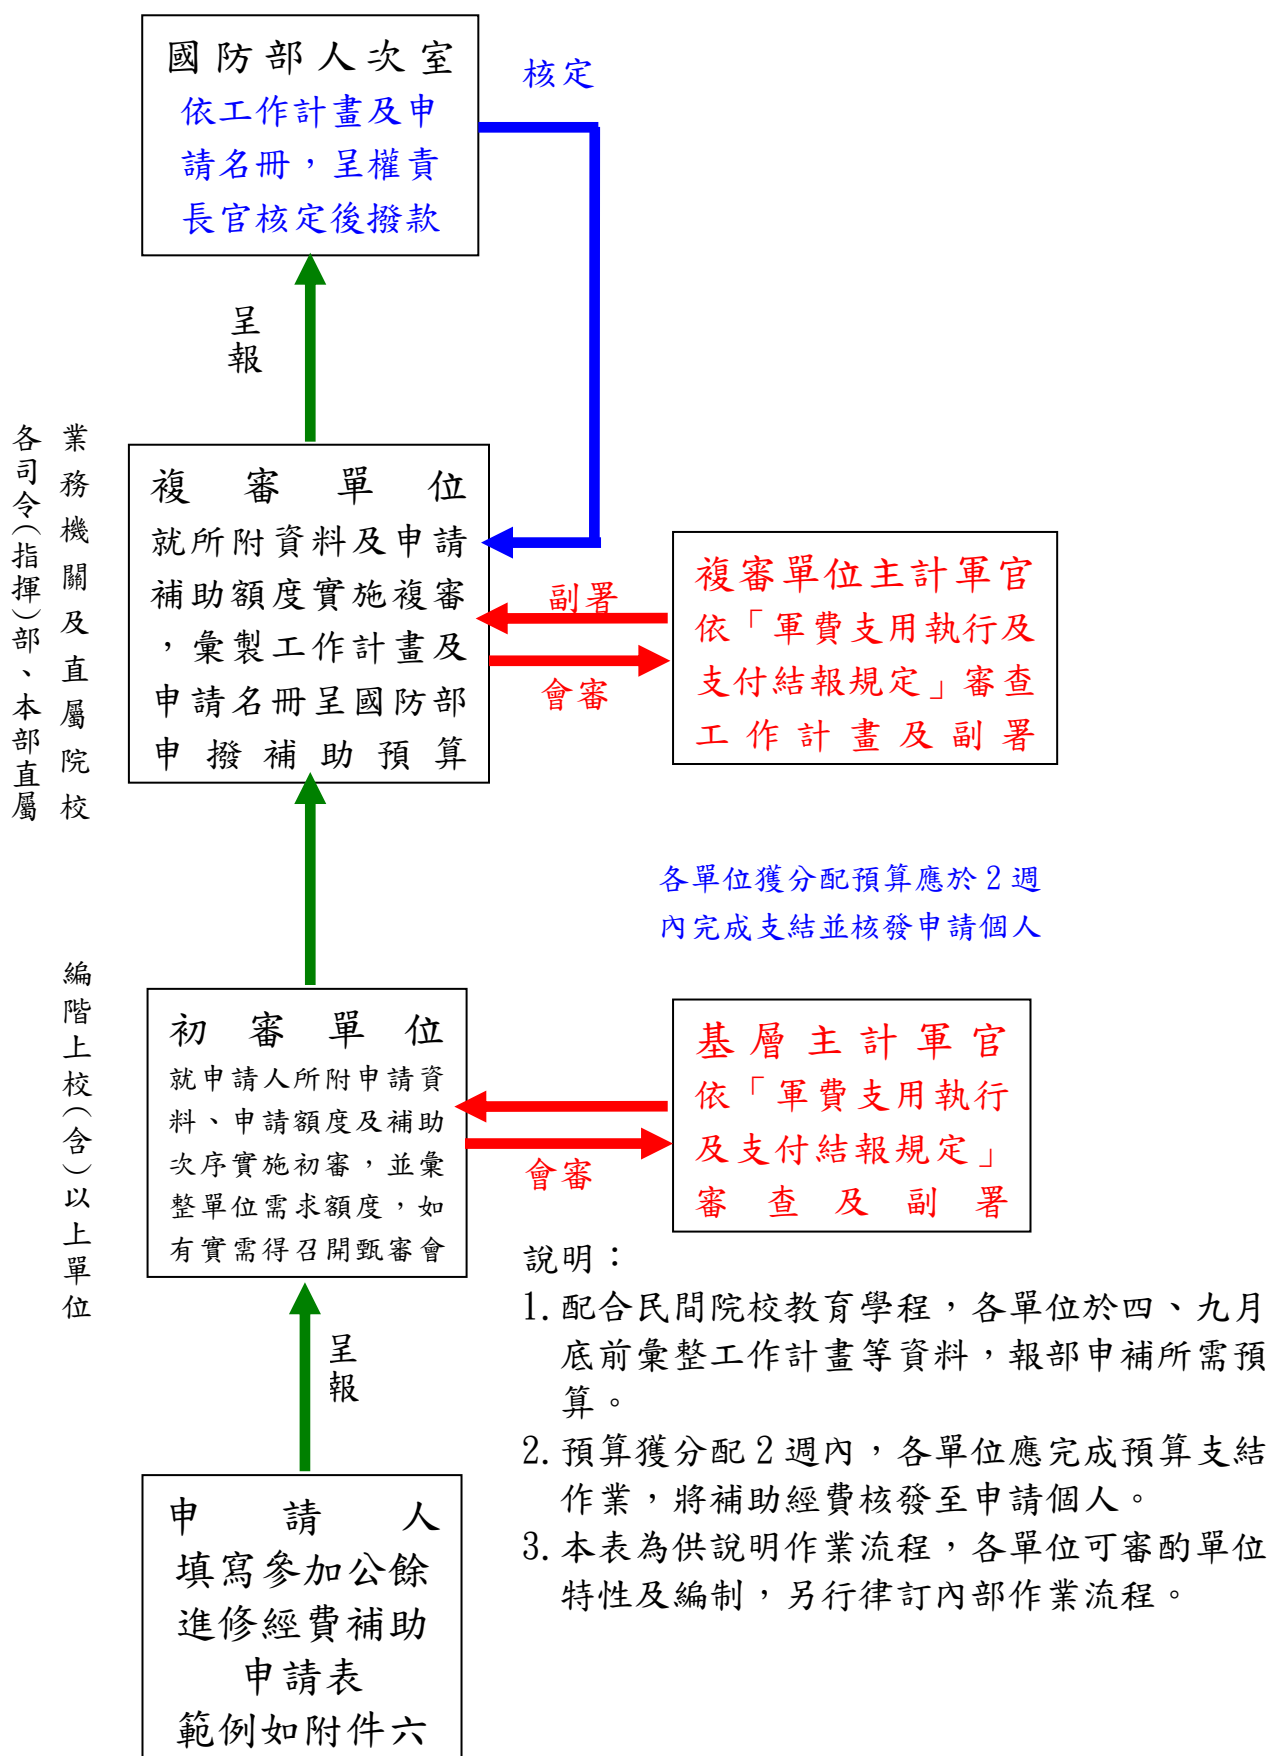 國防部人次室
依工作計畫及申
請名冊，呈權責
長官核定後撥款
核定
呈報
各司令（指揮）部、本部直屬
業務機關及直屬院校
複審單位
就所附資料及申請
補助額度實施複審
，彙製工作計畫及
申請名冊呈國防部
申撥補助預算
副署
會審
複審單位主計軍官
依「軍費支用執行及
支付結報規定」審查
工作計畫及副署
各單位獲分配預算應於2週
內完成支結並核發申請個人
編階上校（含）以上單位
初審單位
就申請人所附申請資
料、申請額度及補助
次序實施初審，並彙
整單位需求額度，如
有實需得召開甄審會
會審
基層主計軍官
依「軍費支用執行
及支付結報規定」
審查及副署
呈報
說明：
1.配合民間院校教育學程，各單位於四、九月
底前彙整工作計畫等資料，報部申補所需預
算。
2.預算獲分配2週內，各單位應完成預算支結
作業，將補助經費核發至申請個人。
3.本表為供說明作業流程，各單位可審酌單位
特性及編制，另行律訂內部作業流程。
申請人
填寫參加公餘
進修經費補助
申請表
範例如附件六